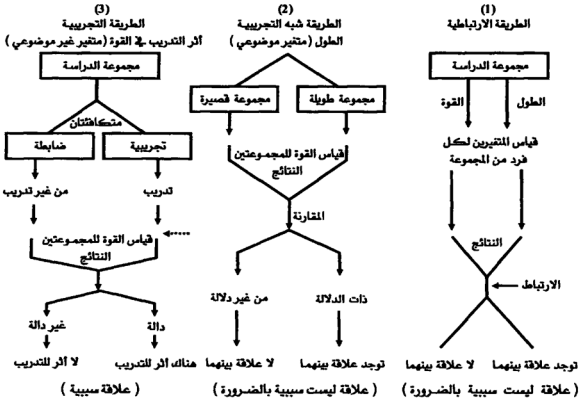 (1)
الطريقة الارتباطية
مجموعة الدراسة
الطول
القوة
قياس المتغيرين لكل
فرد من المجموعة
النتائج
الارتباط
توجد علاقة بينهما
لا علاقة بينهما
( علاقة ليست سببية بالضرورة )
(2)
الطريقة شبه التجريبية
الطول (متغير موضوعي)
مجموعة طويلة
مجموعة قصيرة
قياس القوة للمجموعتين
النتائج
المقارنة
ذات الدلالة
من غير دلالة
توجد علاقة بينهما
لا علاقة بينهما
( علاقة ليست سببية بالضرورة )
(3)
الطريقة التجريبية
أثر التدريب في القوة (متغير غير موضوعي)
مجموعة الدراسة
متكافئتان
تجريبية
ضابطة
تدريب
من غير تدريب
قياس القوة للمجموعتين
النتائج
دالة
غير دالة
هناك أثر للتدريب
لا أثر للتدريب
( علاقة سببية )